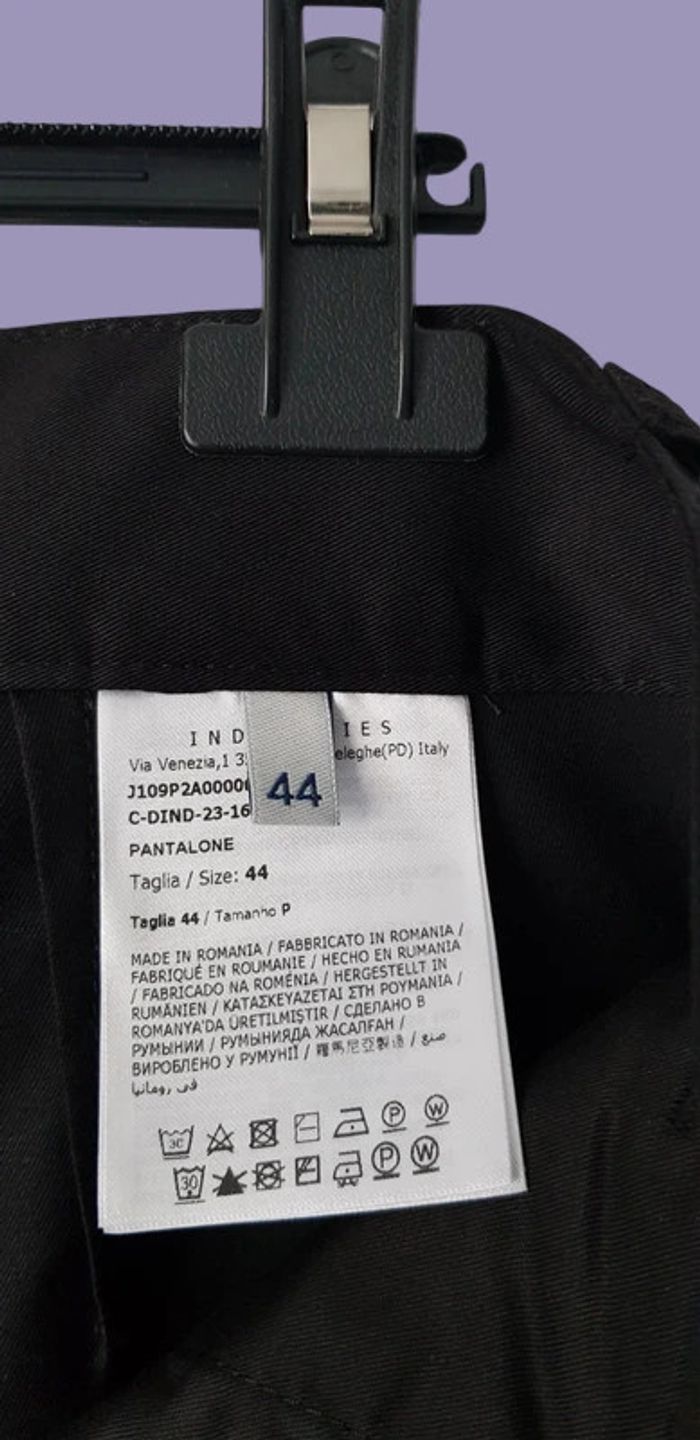 IND IES
Via Venezia,1 3 eleghe(PD) Italy
J109P2A0000
44
C-DIND-23-16
PANTALONE
Taglia / Size: 44
Taglia 44 / Tamanho P
MADE IN ROMANIA / FABBRICATO IN ROMANIA /
FABRIQUÉ EN ROUMANIE / HECHO EN RUMANIA
/ FABRICADO NA ROMÉNIA / HERGESTELLT IN
RUMÄNIEN / ΚΑΤΑΣΚΕΥΑΖΕΤΑΙ ΣΤΗ ΡΟΥΜΑΝΙΑ /
ROMANYA'DA ÜRETILMIŞTIR / СДЕЛАНО В
РУМЫНИИ / РУМЫНИЯДА ЖАСАЛҒАН /
ВИРОБЛЕНО У РУМУНІЇ / 羅馬尼亞製造 / صنع
في رومانيا
30 P W
30 P W